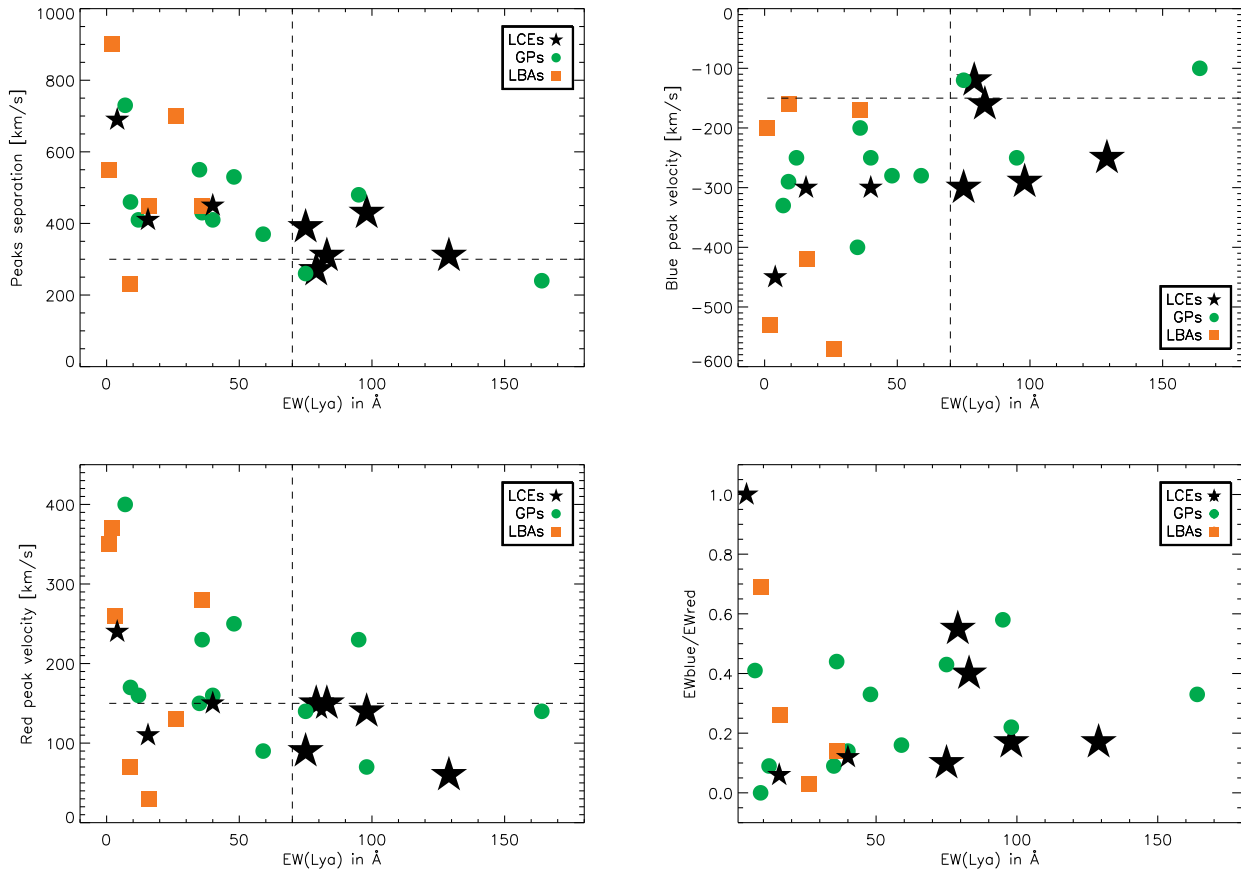 Peaks separation [km/s]
1000
800
600
400
200
0
0 50 100 150
EW(Lya) in Å
LCEs
GPs
LBAs
Blue peak velocity [km/s]
0
-100
-200
-300
-400
-500
-600
0 50 100 150
EW(Lya) in Å
LCEs
GPs
LBAs
Red peak velocity [km/s]
400
300
200
100
0
0 50 100 150
EW(Lya) in Å
LCEs
GPs
LBAs
EWblue/EWred
1.0
0.8
0.6
0.4
0.2
0.0
50 100 150
EW(Lya) in Å
LCEs
GPs
LBAs